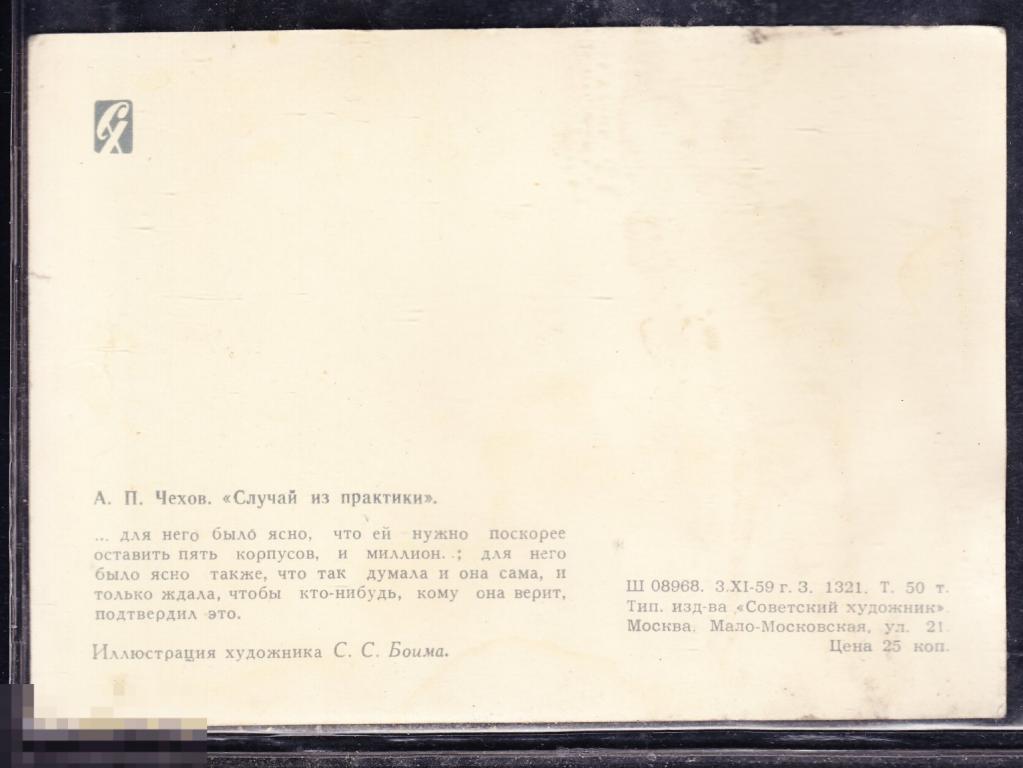 СХ
А. П. Чехов. «Случай из практики».
... для него было ясно, что ей нужно поскорее
оставить пять корпусов, и миллион..; для него
было ясно также, что так думала и она сама, и
только ждала, чтобы кто-нибудь, кому она верит,
подтвердил это.
Иллюстрация художника С. С. Боима.
Ш 08968. 3.XI-59 г. З. 1321. Т. 50 т.
Тип. изд-ва «Советский художник».
Москва. Мало-Московская, ул. 21.
Цена 25 коп.